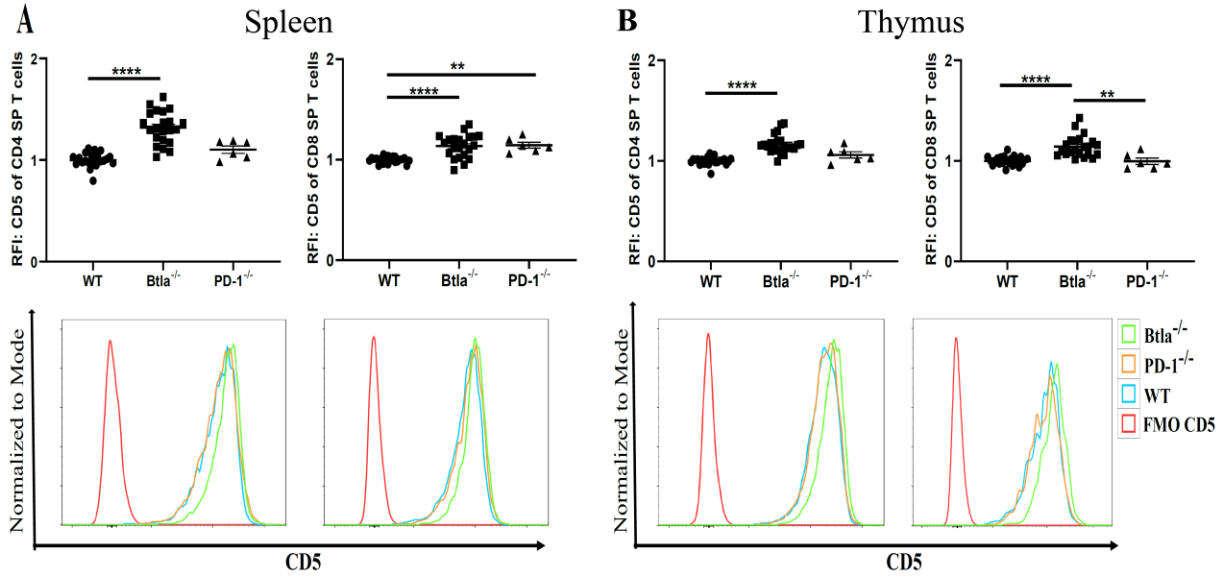 A Spleen
RFI: CD5 of CD4 SP T cells
2
1
0
****
WT Btla-/- PD-1-/-
RFI: CD5 of CD8 SP T cells
2
1
0
**
****
WT Btla-/- PD-1-/-
B Thymus
RFI: CD5 of CD4 SP T cells
2
1
0
****
WT Btla-/- PD-1-/-
RFI: CD5 of CD8 SP T cells
2
1
0
****
**
WT Btla-/- PD-1-/-
Normalized to Mode
CD5
Normalized to Mode
CD5
Btla-/-
PD-1-/-
WT
FMO CD5